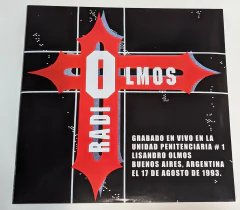 RADIO OLMOS
GRABADO EN VIVO EN LA
UNIDAD PENITENCIARIA # 1
LISANDRO OLMOS
BUENOS AIRES, ARGENTINA
EL 17 DE AGOSTO DE 1993.